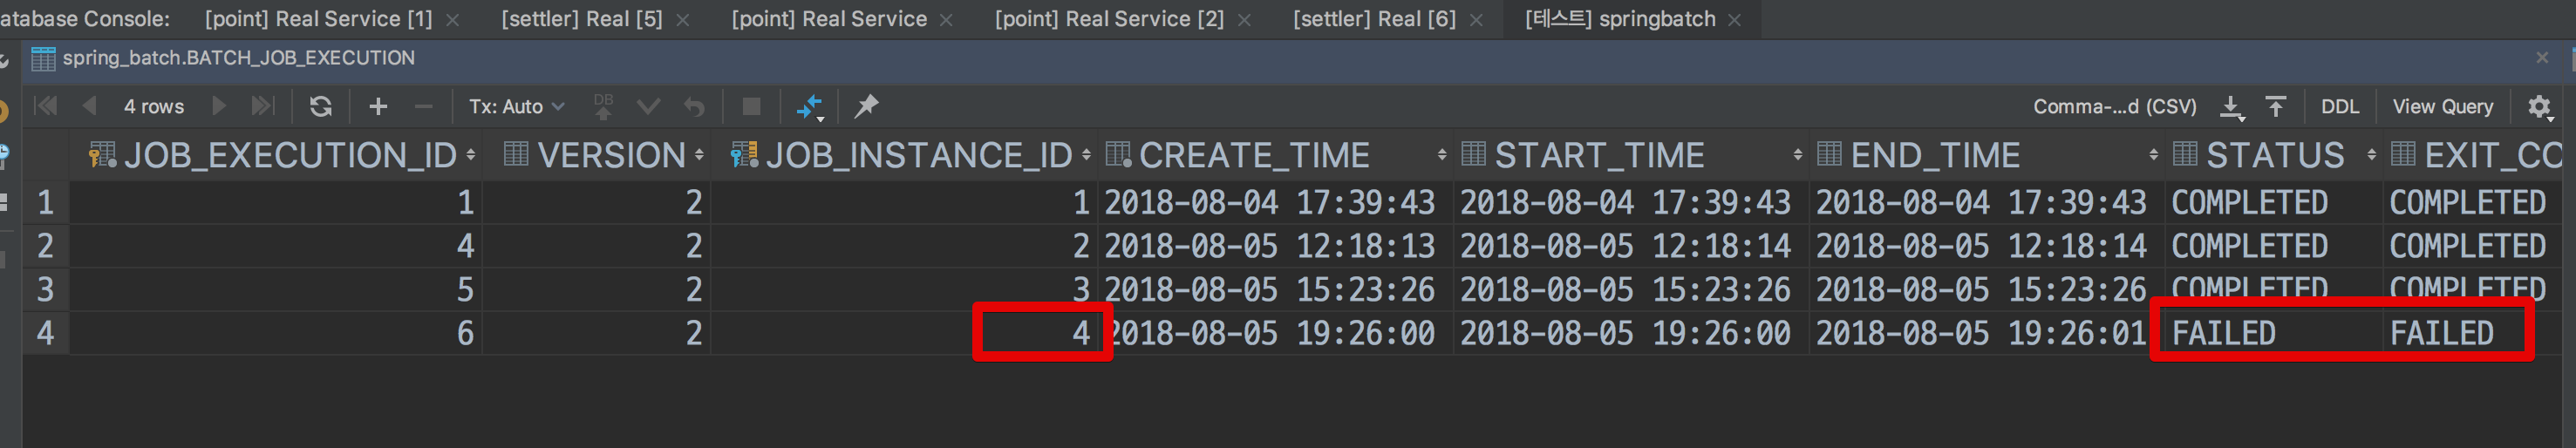 atabase Console: [point] Real Service [1] [settler] Real [5] [point] Real Service [point] Real Service [2] [settler] Real [6] [테스트] springbatch
spring_batch.BATCH_JOB_EXECUTION
4 rows Tx: Auto DB Comma-...d (CSV) DDL View Query
JOB_EXECUTION_ID VERSION JOB_INSTANCE_ID CREATE_TIME START_TIME END_TIME STATUS EXIT_CO
1 1 2 1 2018-08-04 17:39:43 2018-08-04 17:39:43 2018-08-04 17:39:43 COMPLETED COMPLETED
2 4 2 2 2018-08-05 12:18:13 2018-08-05 12:18:14 2018-08-05 12:18:14 COMPLETED COMPLETED
3 5 2 3 2018-08-05 15:23:26 2018-08-05 15:23:26 2018-08-05 15:23:26 COMPLETED COMPLETED
4 6 2 4 2018-08-05 19:26:00 2018-08-05 19:26:00 2018-08-05 19:26:01 FAILED FAILED